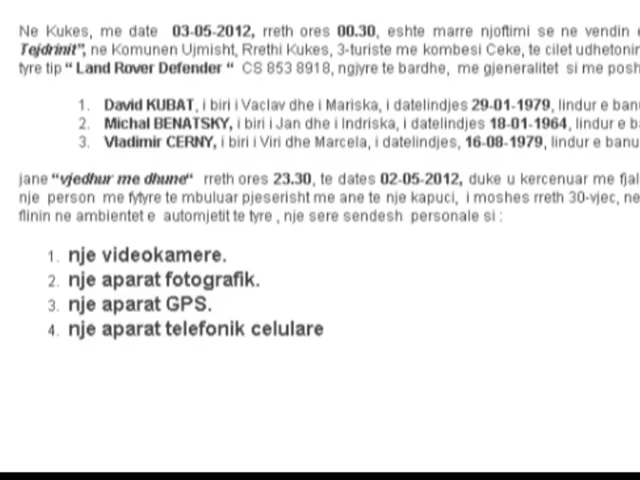 Ne Kukes, me date 03-05-2012, rreth ores 00.30, eshte marre njoftimi se ne vendin
Tejdrinit", ne Komunen Ujmisht, Rrethi Kukes, 3-turiste me kombesi Ceke, te cilet udhetonin
tyre tip " Land Rover Defender " CS 853 8918, ngjyre te bardhe, me gjeneralitet si me posh
1. David KUBAT, i biri i Vaclav dhe i Mariska, i datelindjes 29-01-1979, lindur e banu
2. Michal BENATSKY, i biri i Jan dhe i Indriska, i datelindjes 18-01-1964, lindur e b
3. Vladimir CERNY, i biri i Viri dhe Marcela, i datelindjes, 16-08-1979, lindur e banu
jane "vjedhur me dhune" rreth ores 23.30, te dates 02-05-2012, duke u kercenuar me fjal
nje person me fytyre te mbuluar pjeserisht me ane te nje kapuci, i moshes rreth 30-vjec, ne
flinin ne ambientet e automjetit te tyre , nje sere sendesh personale si :
1. nje videokamere.
2. nje aparat fotografik.
3. nje aparat GPS.
4. nje aparat telefonik celulare